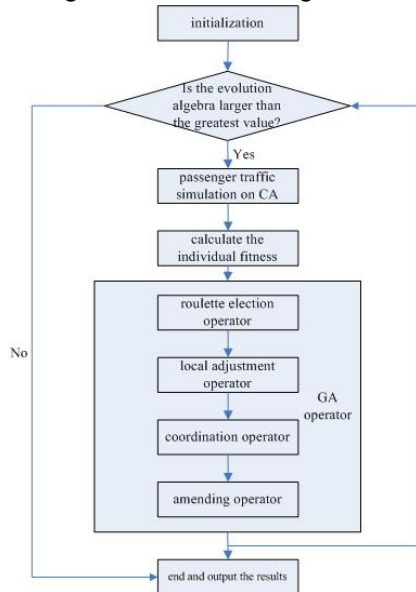 initialization
Is the evolution
algebra larger than
the greatest value?
Yes
passenger traffic
simulation on CA
calculate the
individual fitness
roulette election
operator
No
local adjustment
operator
GA
operator
coordination operator
amending operator
end and output the results